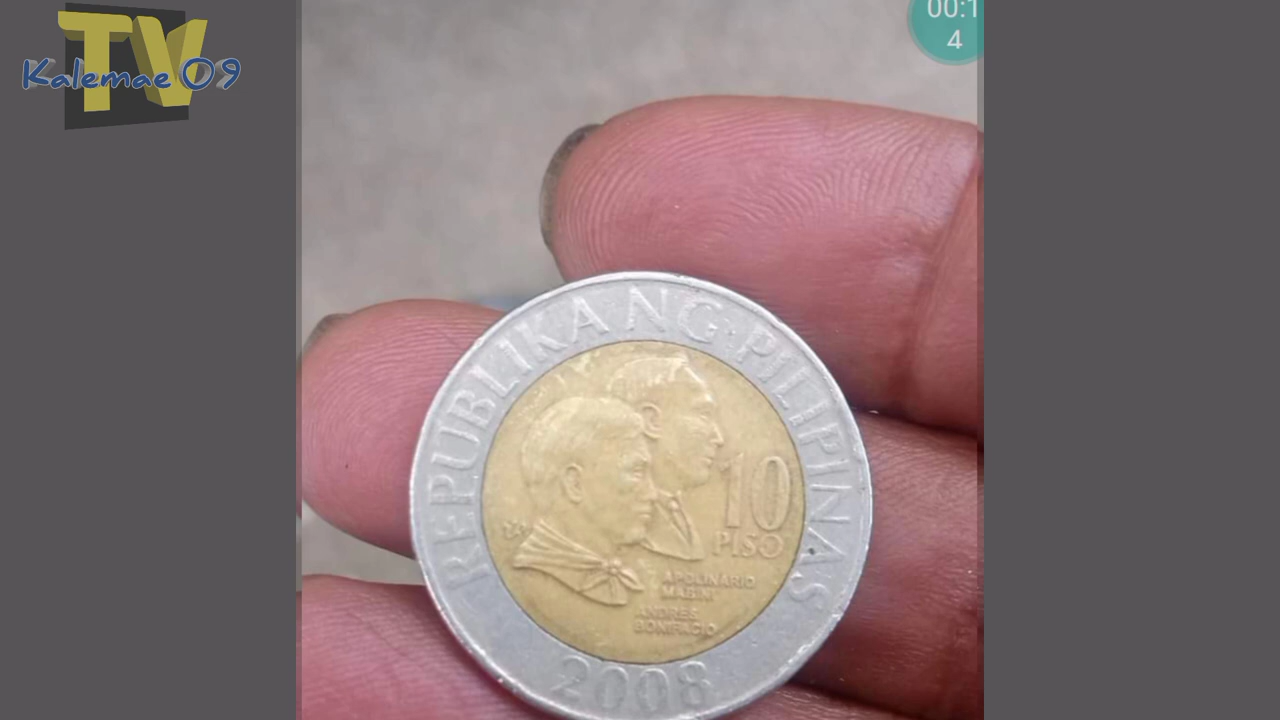 TV
Kalemae 09
00:1
4
REPUBLIKA NG PILIPINAS
10
PISO
APOLINARIO
MABINI
ANDRES
BONIFACIO
2008